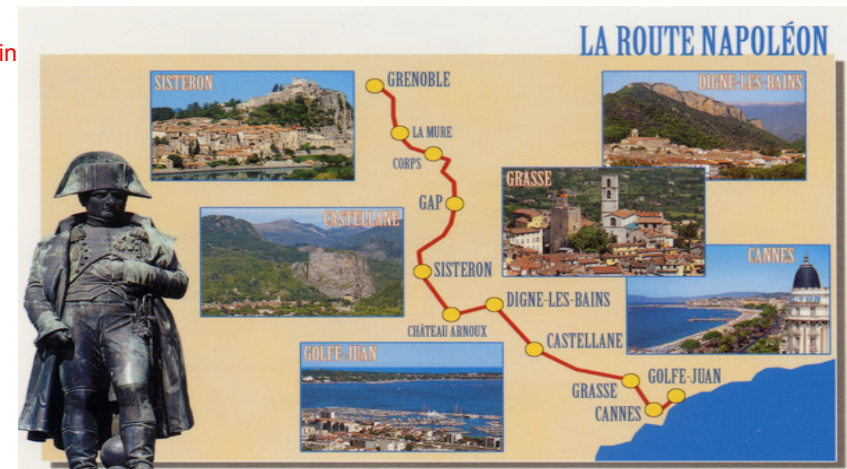 in
LA ROUTE NAPOLÉON
SISTERON
GRENOBLE
DIGNE-LES-BAINS
LA MURE
CORPS
GRASSE
GAP
CASTELLANE
CANNES
SISTERON
DIGNE-LES-BAINS
CHÂTEAU ARNOUX
CASTELLANE
GOLFE-JUAN
GOLFE-JUAN
GRASSE
CANNES